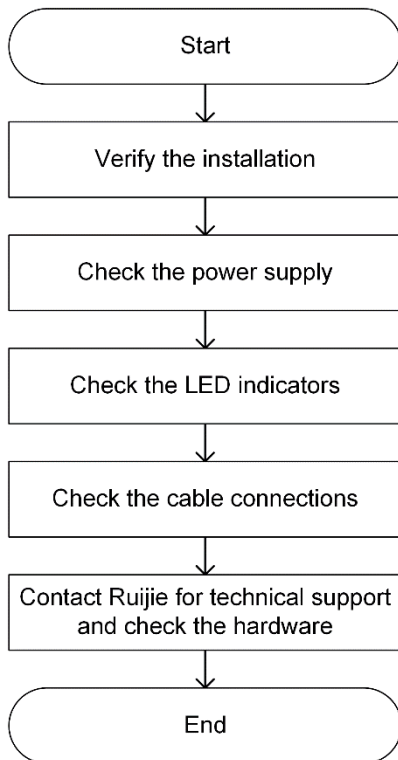 Start
Verify the installation
Check the power supply
Check the LED indicators
Check the cable connections
Contact Ruijie for technical support
and check the hardware
End